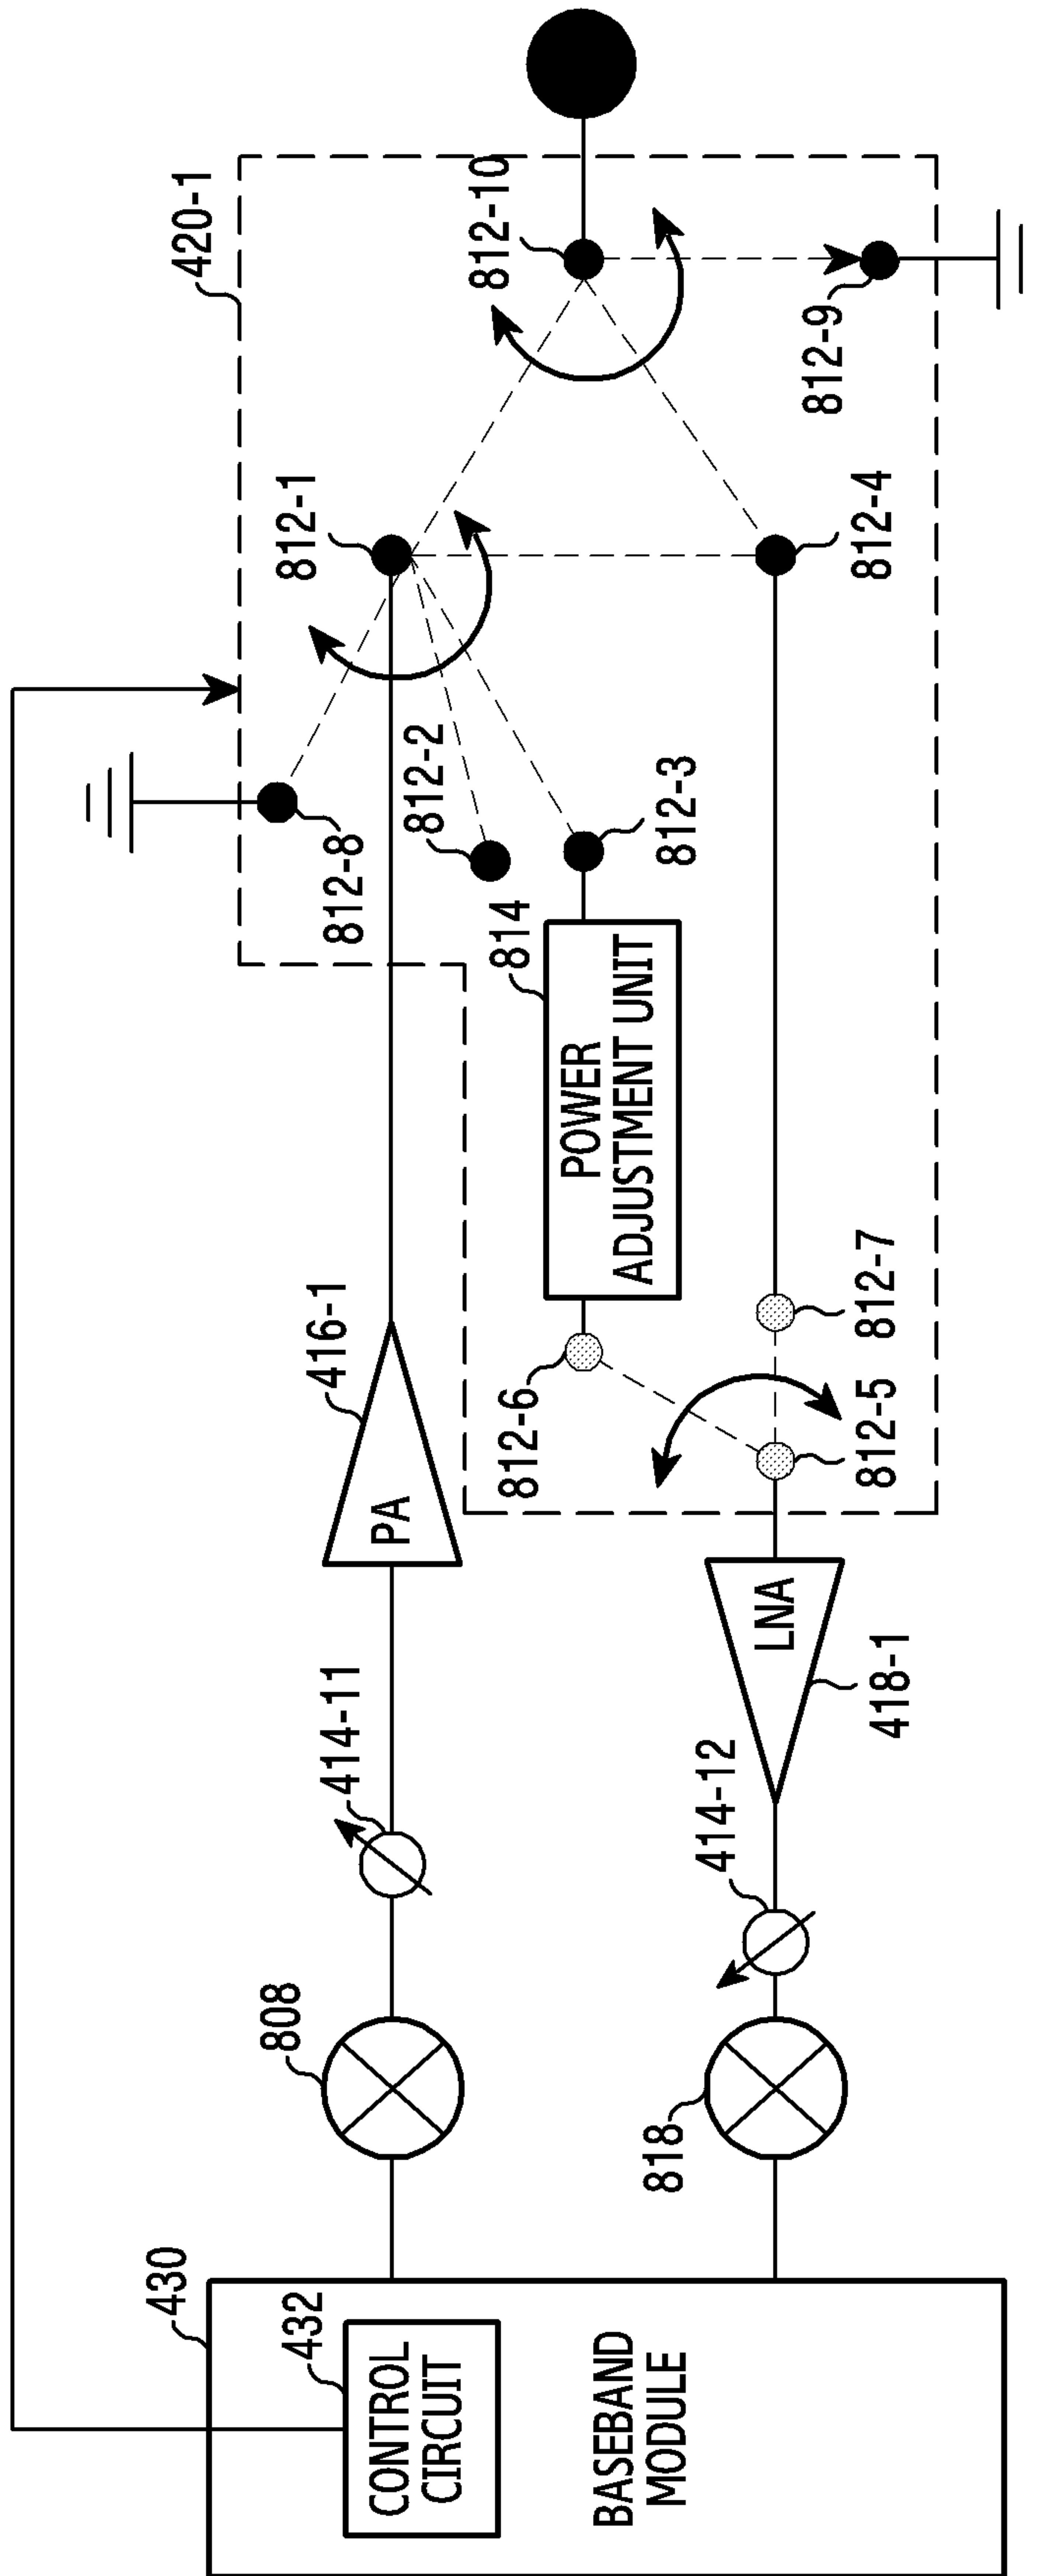 430
432
CONTROL
CIRCUIT
BASEBAND
MODULE
808
414-11
PA
416-1
818
414-12
LNA
418-1
420-1
812-8
812-1
812-2
812-10
812-6
814
POWER
ADJUSTMENT UNIT
812-3
812-5
812-7
812-4
812-9